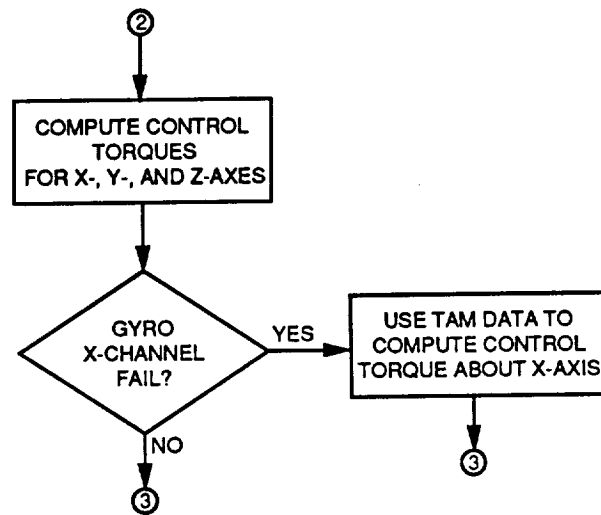 2
COMPUTE CONTROL
TORQUES
FOR X-, Y-, AND Z-AXES
GYRO
X-CHANNEL
FAIL?
YES
USE TAM DATA TO
COMPUTE CONTROL
TORQUE ABOUT X-AXIS
NO
3
3